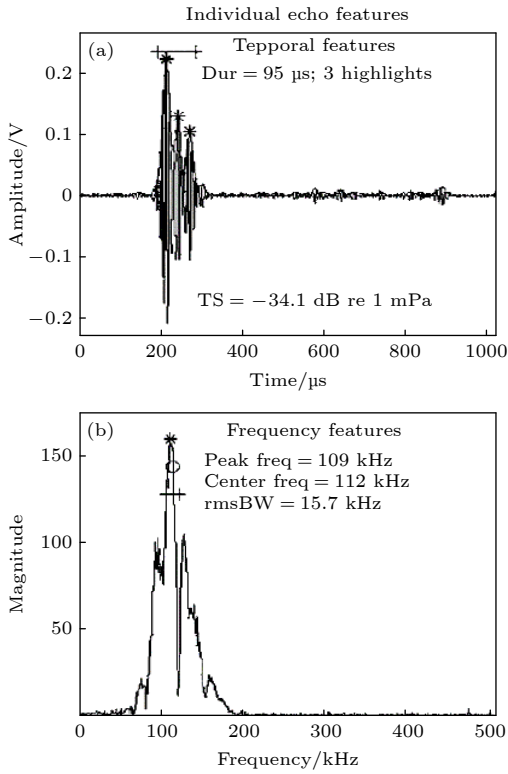 Individual echo features
(a)
Tepporal features
Dur = 95 μs; 3 highlights
0.2
0.1
0
−0.1
−0.2
Amplitude/V
TS = −34.1 dB re 1 mPa
0 200 400 600 800 1000
Time/μs
(b)
Frequency features
Peak freq = 109 kHz
Center freq = 112 kHz
rmsBW = 15.7 kHz
150
100
50
Magnitude
0 100 200 300 400 500
Frequency/kHz